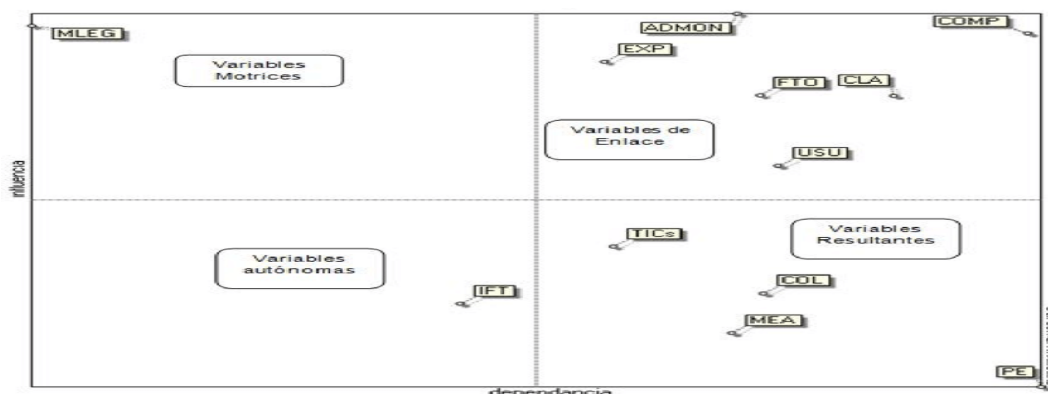 MLEG
ADMON
COMP
EXP
Variables
Motrices
FTO
CLA
Variables de
Enlace
USU
influencia
TICs
Variables
Resultantes
Variables
autónomas
IFT
COL
MEA
PE
dependancia